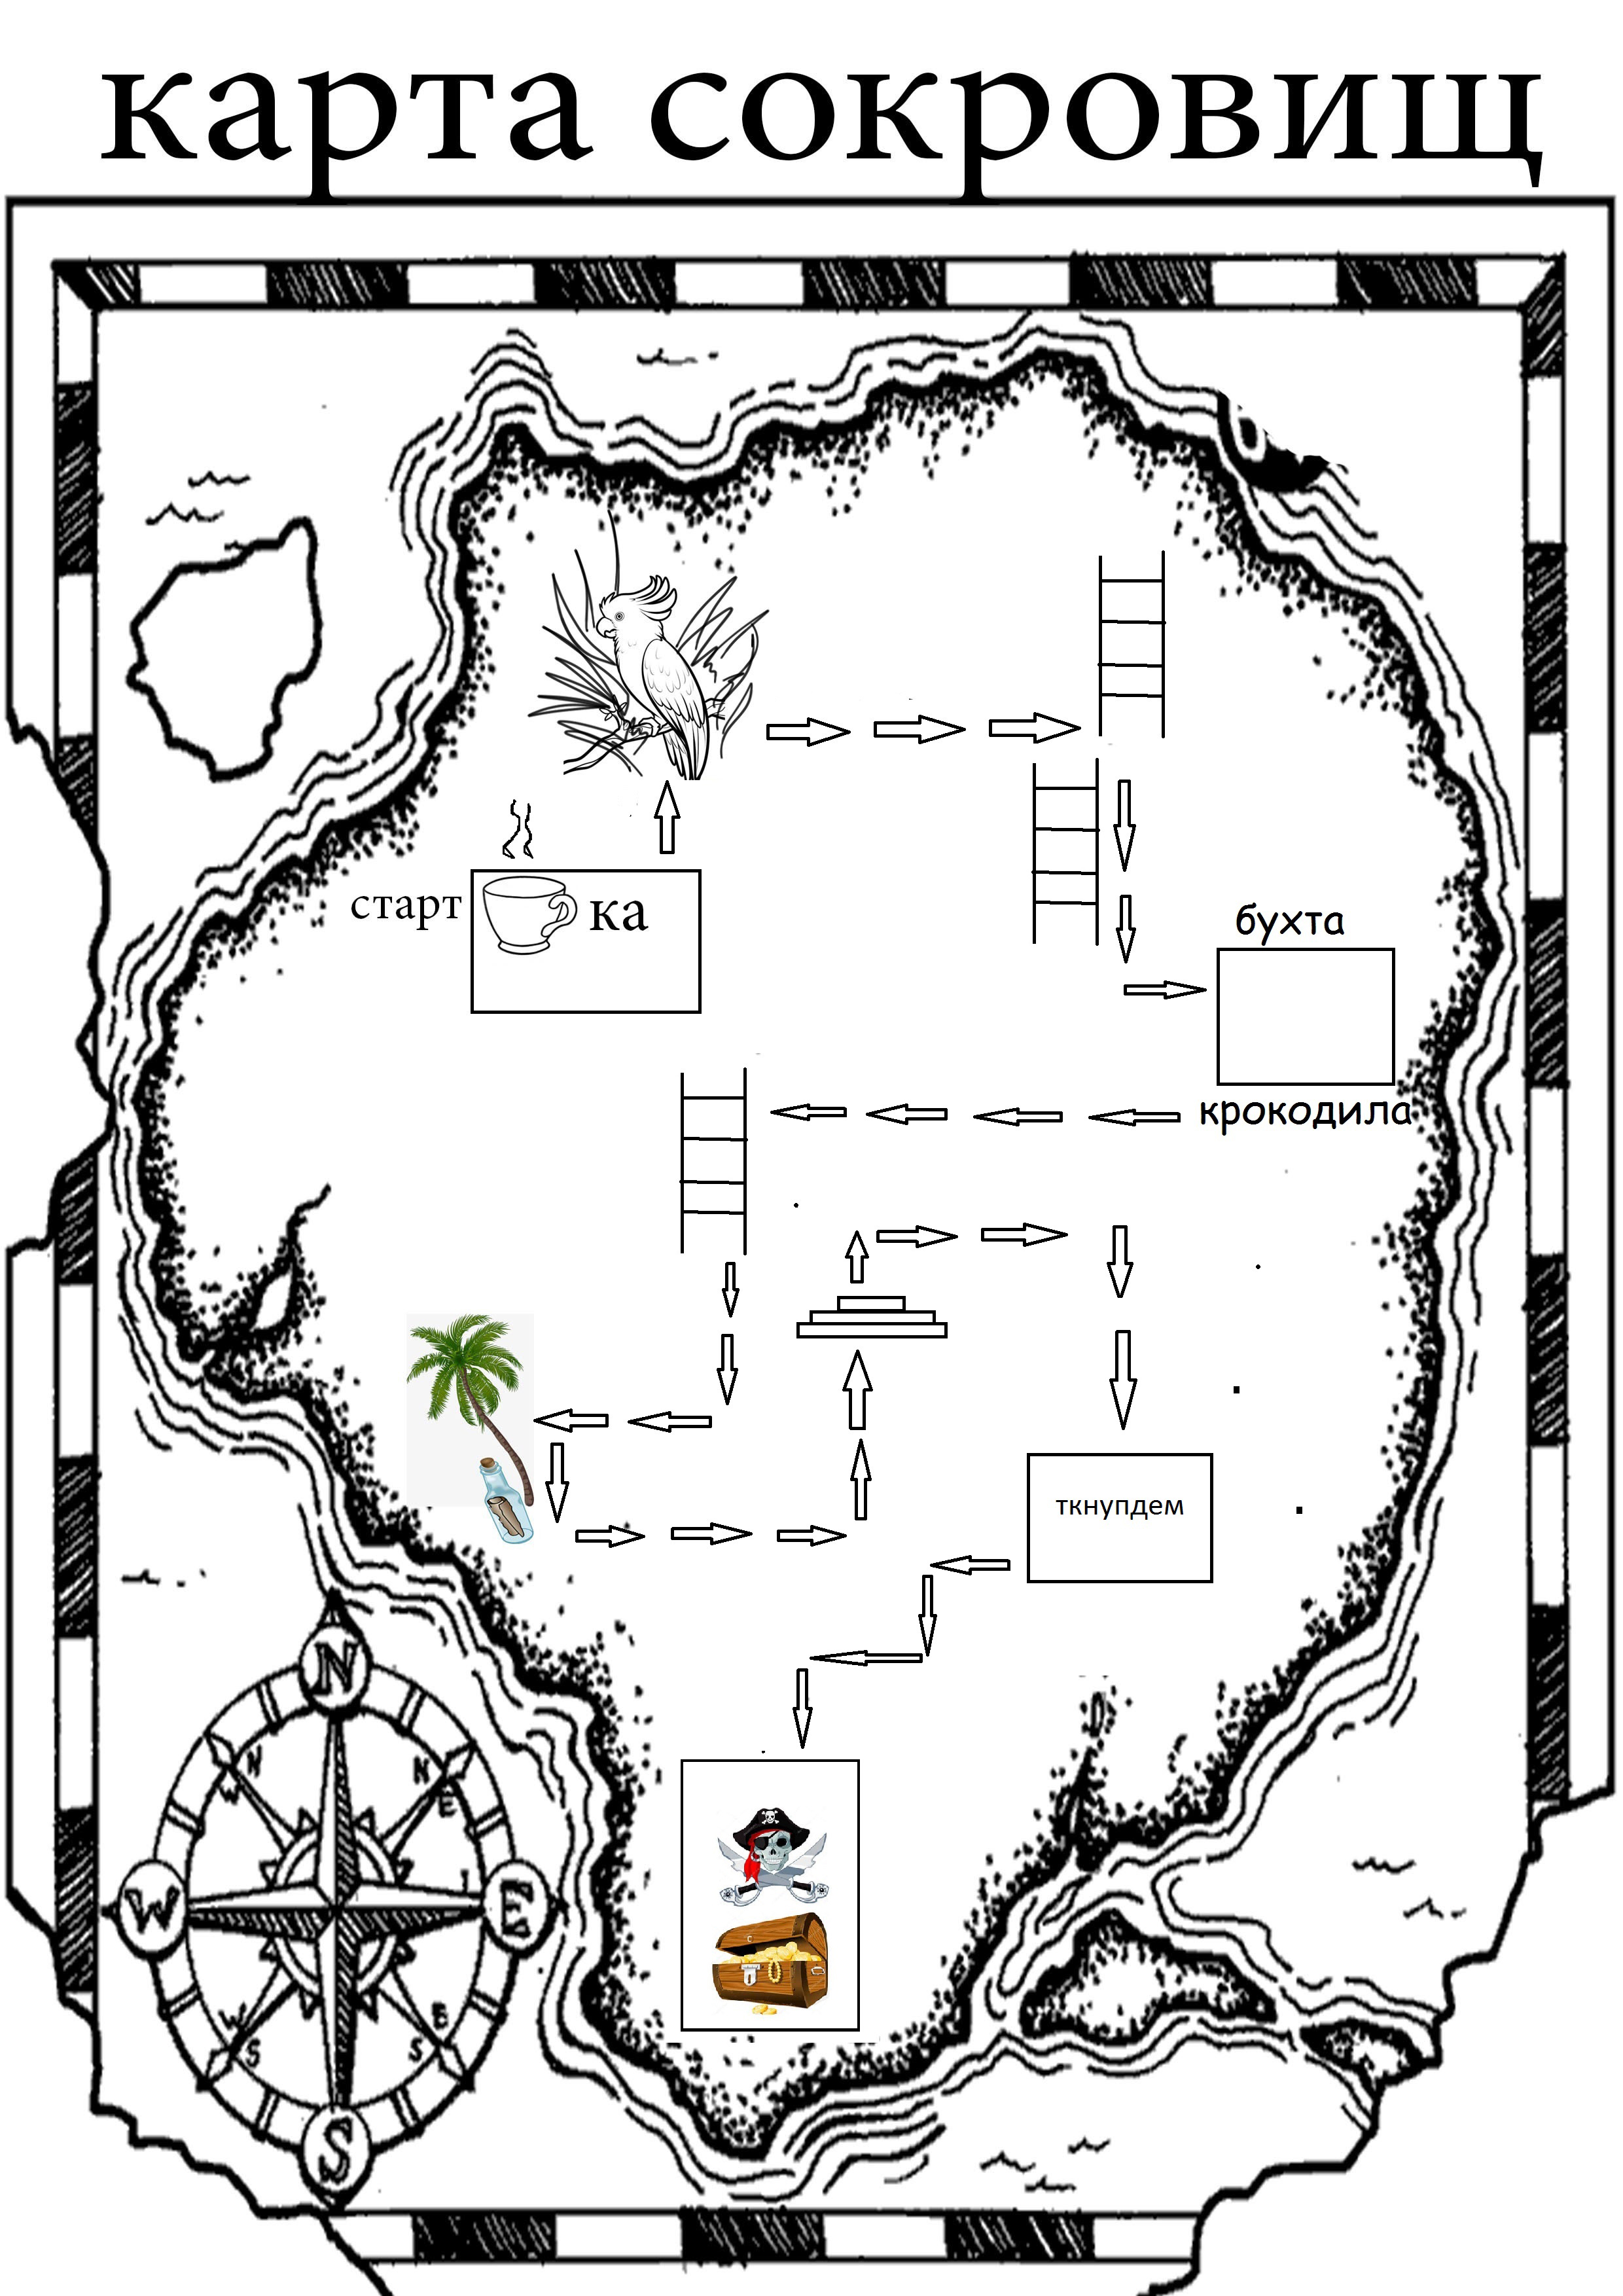 карта сокровищ
старт
ка
бухта
крокодила
ткнупдем
N
N
W
N
E
W
E
W
S
E
S
S